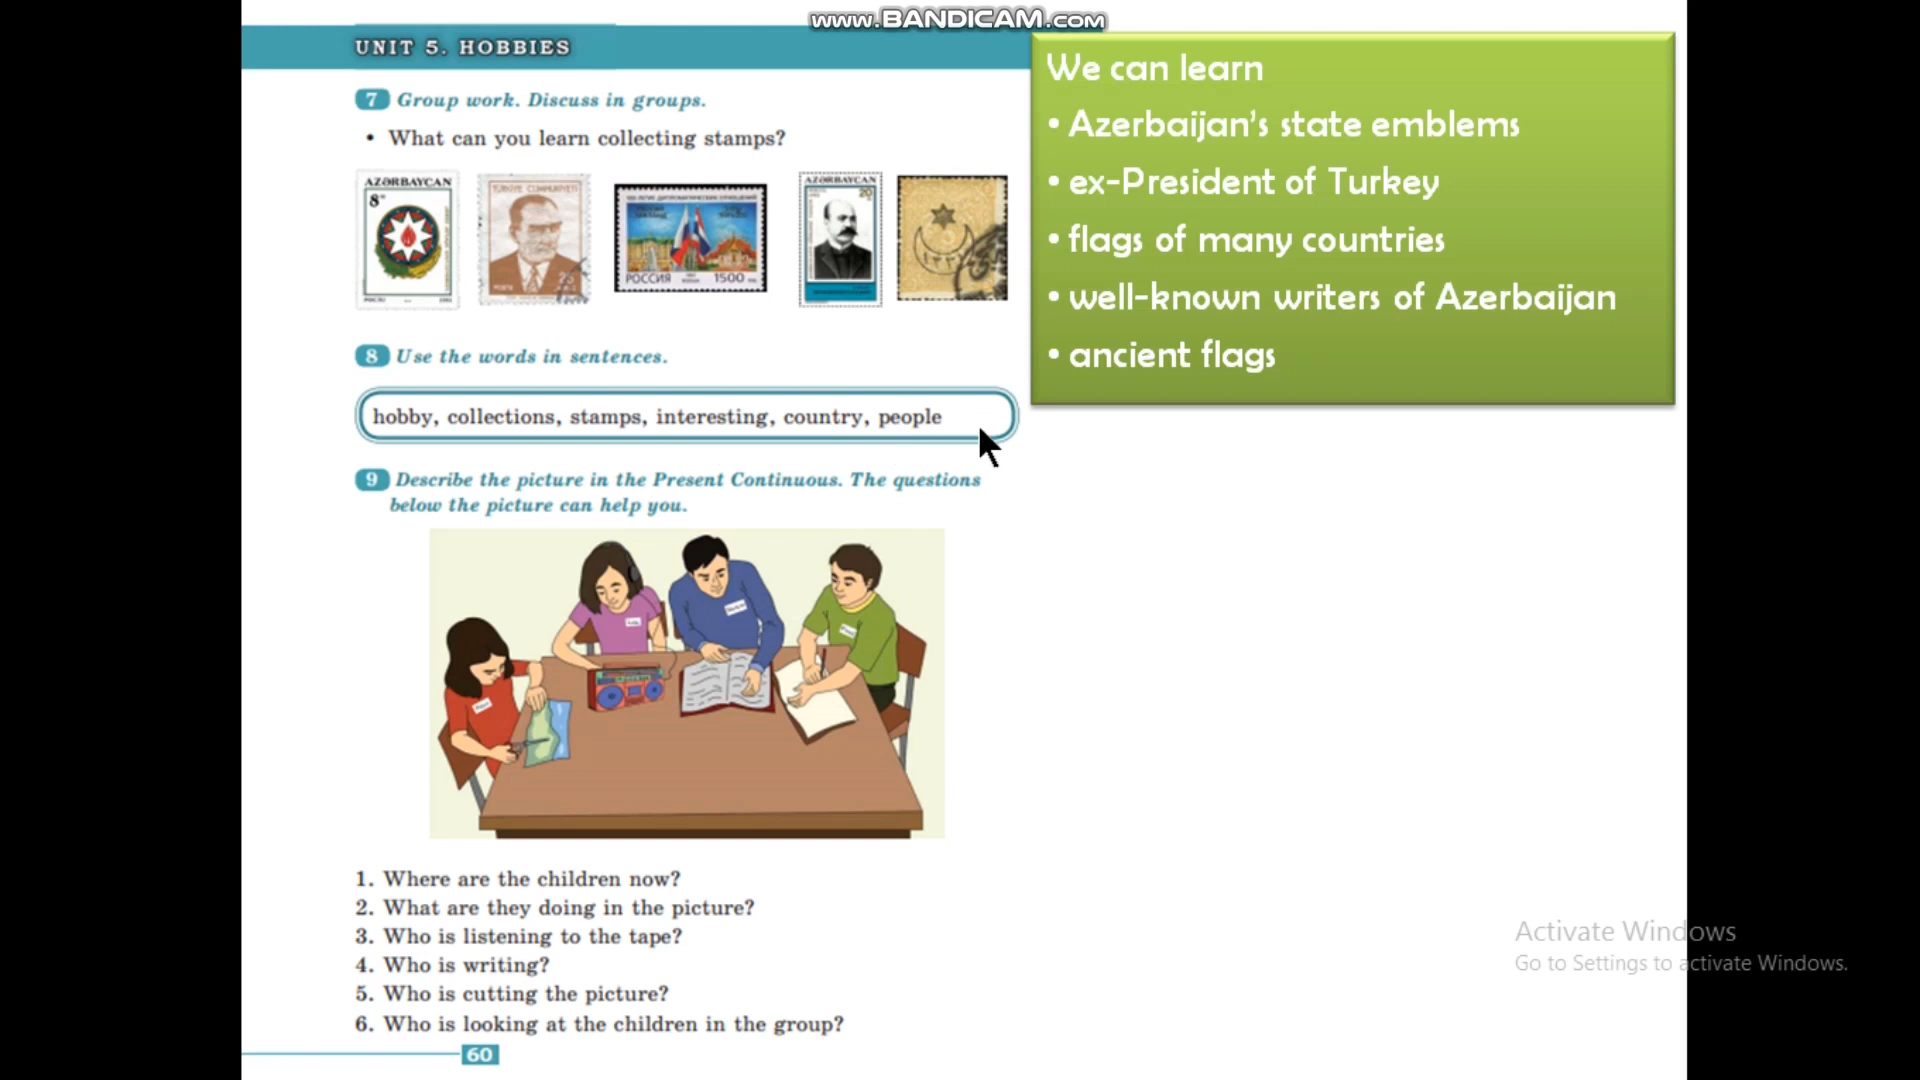 www.BANDICAM.com
UNIT 5. HOBBIES
7 Group work. Discuss in groups.
• What can you learn collecting stamps?
AZƏRBAYCAN
8
TÜRKİYE CUMHURİYETİ
РОССИЯ 1500
AZƏRBAYCAN
20
We can learn
• Azerbaijan's state emblems
• ex-President of Turkey
• flags of many countries
• well-known writers of Azerbaijan
• ancient flags
8 Use the words in sentences.
hobby, collections, stamps, interesting, country, people
9 Describe the picture in the Present Continuous. The questions
below the picture can help you.
1. Where are the children now?
2. What are they doing in the picture?
3. Who is listening to the tape?
4. Who is writing?
5. Who is cutting the picture?
6. Who is looking at the children in the group?
60
Activate Windows
Go to Settings to activate Windows.